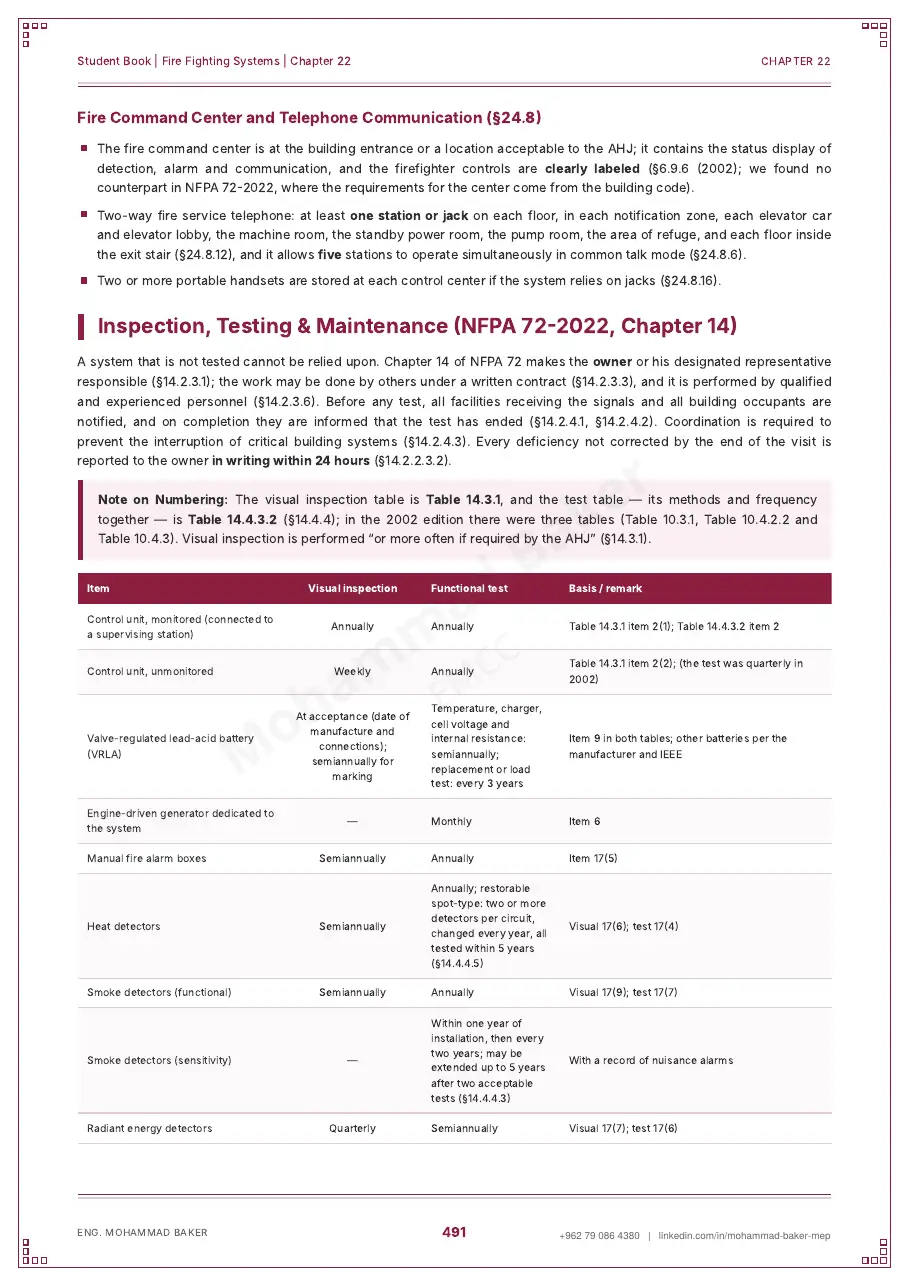 Student Book | Fire Fighting Systems | Chapter 22
CHAPTER 22
Fire Command Center and Telephone Communication (§24.8)
The fire command center is at the building entrance or a location acceptable to the AHJ; it contains the status display of
detection, alarm and communication, and the firefighter controls are clearly labeled (§6.9.6 (2002); we found no
counterpart in NFPA 72-2022, where the requirements for the center come from the building code).
Two-way fire service telephone: at least one station or jack on each floor, in each notification zone, each elevator car
and elevator lobby, the machine room, the standby power room, the pump room, the area of refuge, and each floor inside
the exit stair (§24.8.12), and it allows five stations to operate simultaneously in common talk mode (§24.8.6).
Two or more portable handsets are stored at each control center if the system relies on jacks (§24.8.16).
Inspection, Testing & Maintenance (NFPA 72-2022, Chapter 14)
A system that is not tested cannot be relied upon. Chapter 14 of NFPA 72 makes the owner or his designated representative
responsible (§14.2.3.1); the work may be done by others under a written contract (§14.2.3.3), and it is performed by qualified
and experienced personnel (§14.2.3.6). Before any test, all facilities receiving the signals and all building occupants are
notified, and on completion they are informed that the test has ended (§14.2.4.1, §14.2.4.2). Coordination is required to
prevent the interruption of critical building systems (§14.2.4.3). Every deficiency not corrected by the end of the visit is
reported to the owner in writing within 24 hours (§14.2.2.3.2).
Note on Numbering: The visual inspection table is Table 14.3.1, and the test table — its methods and frequency
together — is Table 14.4.3.2 (§14.4.4); in the 2002 edition there were three tables (Table 10.3.1, Table 10.4.2.2 and
Table 10.4.3). Visual inspection is performed “or more often if required by the AHJ” (§14.3.1).
Item Visual inspection Functional test Basis / remark
Control unit, monitored (connected to
a supervising station)
Annually
Annually
Table 14.3.1 item 2(1); Table 14.4.3.2 item 2
Control unit, unmonitored
Weekly
Annually
Table 14.3.1 item 2(2); (the test was quarterly in
2002)
Valve-regulated lead-acid battery
(VRLA)
At acceptance (date of
manufacture and
connections);
semiannually for
marking
Temperature, charger,
cell voltage and
internal resistance:
semiannually;
replacement or load
test: every 3 years
Item 9 in both tables; other batteries per the
manufacturer and IEEE
Engine-driven generator dedicated to
the system
—
Monthly
Item 6
Manual fire alarm boxes
Semiannually
Annually
Item 17(5)
Heat detectors
Semiannually
Annually; restorable
spot-type: two or more
detectors per circuit,
changed every year, all
tested within 5 years
(§14.4.4.5)
Visual 17(6); test 17(4)
Smoke detectors (functional)
Semiannually
Annually
Visual 17(9); test 17(7)
Smoke detectors (sensitivity)
—
Within one year of
installation, then every
two years; may be
extended up to 5 years
after two acceptable
tests (§14.4.4.3)
With a record of nuisance alarms
Radiant energy detectors
Quarterly
Semiannually
Visual 17(7); test 17(6)
Mohammad Baker
EMCC
ENG. MOHAMMAD BAKER
491
+962 79 086 4380 | linkedin.com/in/mohammad-baker-mep